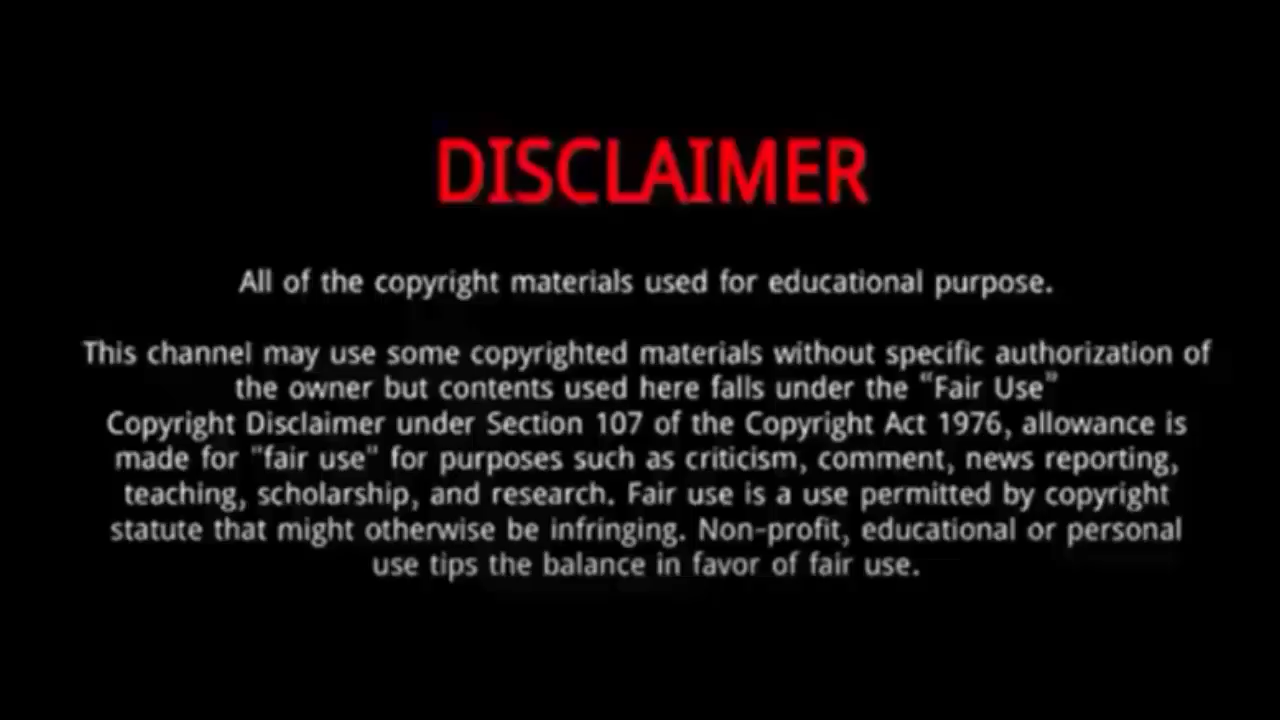 DISCLAIMER
All of the copyright materials used for educational purpose.
This channel may use some copyrighted materials without specific authorization of
the owner but contents used here falls under the “Fair Use”
Copyright Disclaimer under Section 107 of the Copyright Act 1976, allowance is
made for "fair use" for purposes such as criticism, comment, news reporting,
teaching, scholarship, and research. Fair use is a use permitted by copyright
statute that might otherwise be infringing. Non-profit, educational or personal
use tips the balance in favor of fair use.